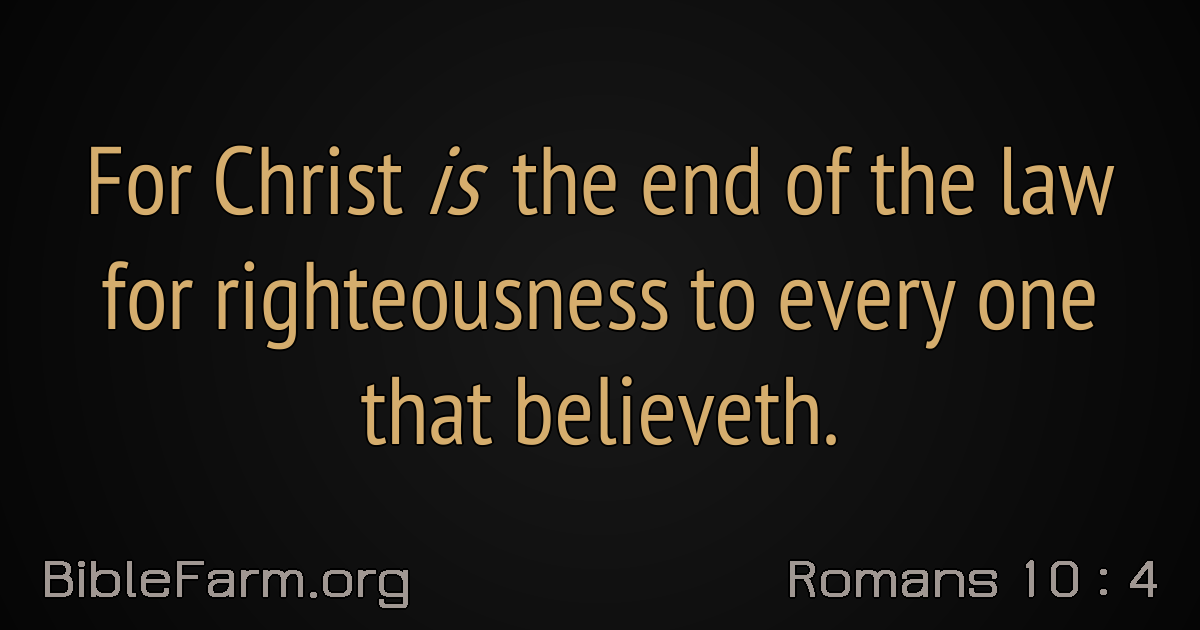 For Christ is the end of the law
for righteousness to every one
that believeth.
BibleFarm.org
Romans 10 : 4